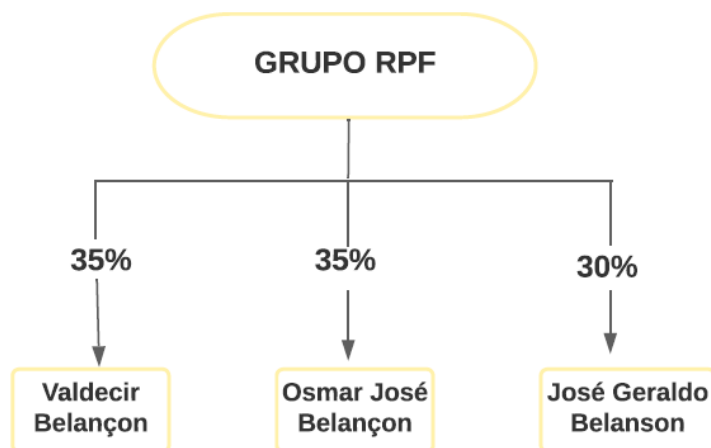 GRUPO RPF
35%
35%
30%
Valdecir
Belançon
Osmar José
Belançon
José Geraldo
Belanson